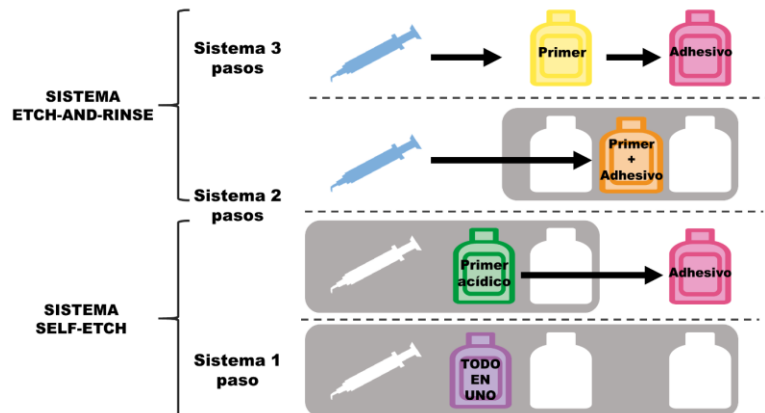 Sistema 3
pasos
Primer
Adhesivo
SISTEMA
ETCH-AND-RINSE
Primer
+
Adhesivo
Sistema 2
pasos
Primer
acídico
Adhesivo
SISTEMA
SELF-ETCH
Sistema 1
paso
TODO
EN
UNO